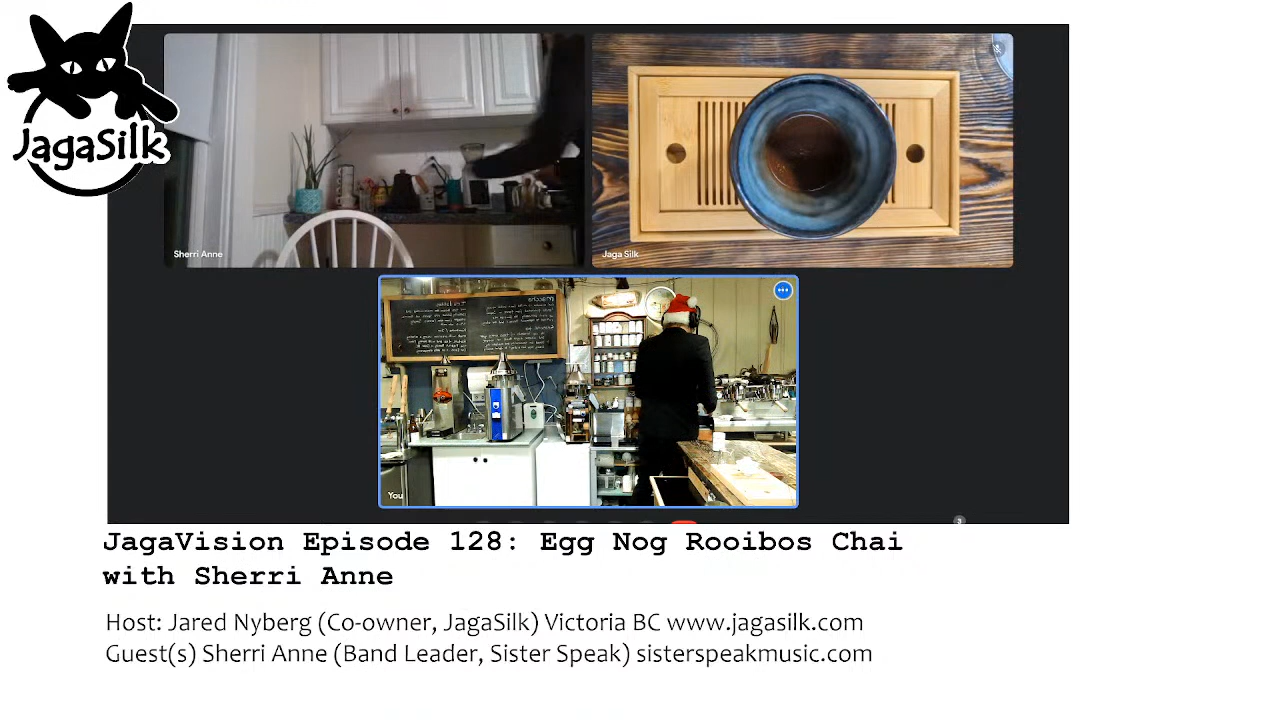 JagaSilk
Sherri Anne
Jaga Silk
You
3
JagaVision Episode 128: Egg Nog Rooibos Chai
with Sherri Anne
Host: Jared Nyberg (Co-owner, JagaSilk) Victoria BC www.jagasilk.com
Guest(s) Sherri Anne (Band Leader, Sister Speak) sisterspeakmusic.com